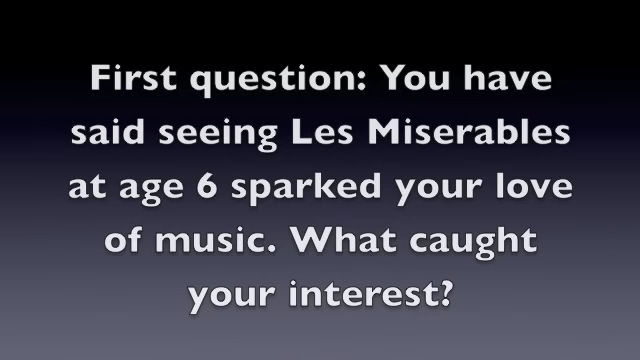 First question: You have
said seeing Les Miserables
at age 6 sparked your love
of music. What caught
your interest?